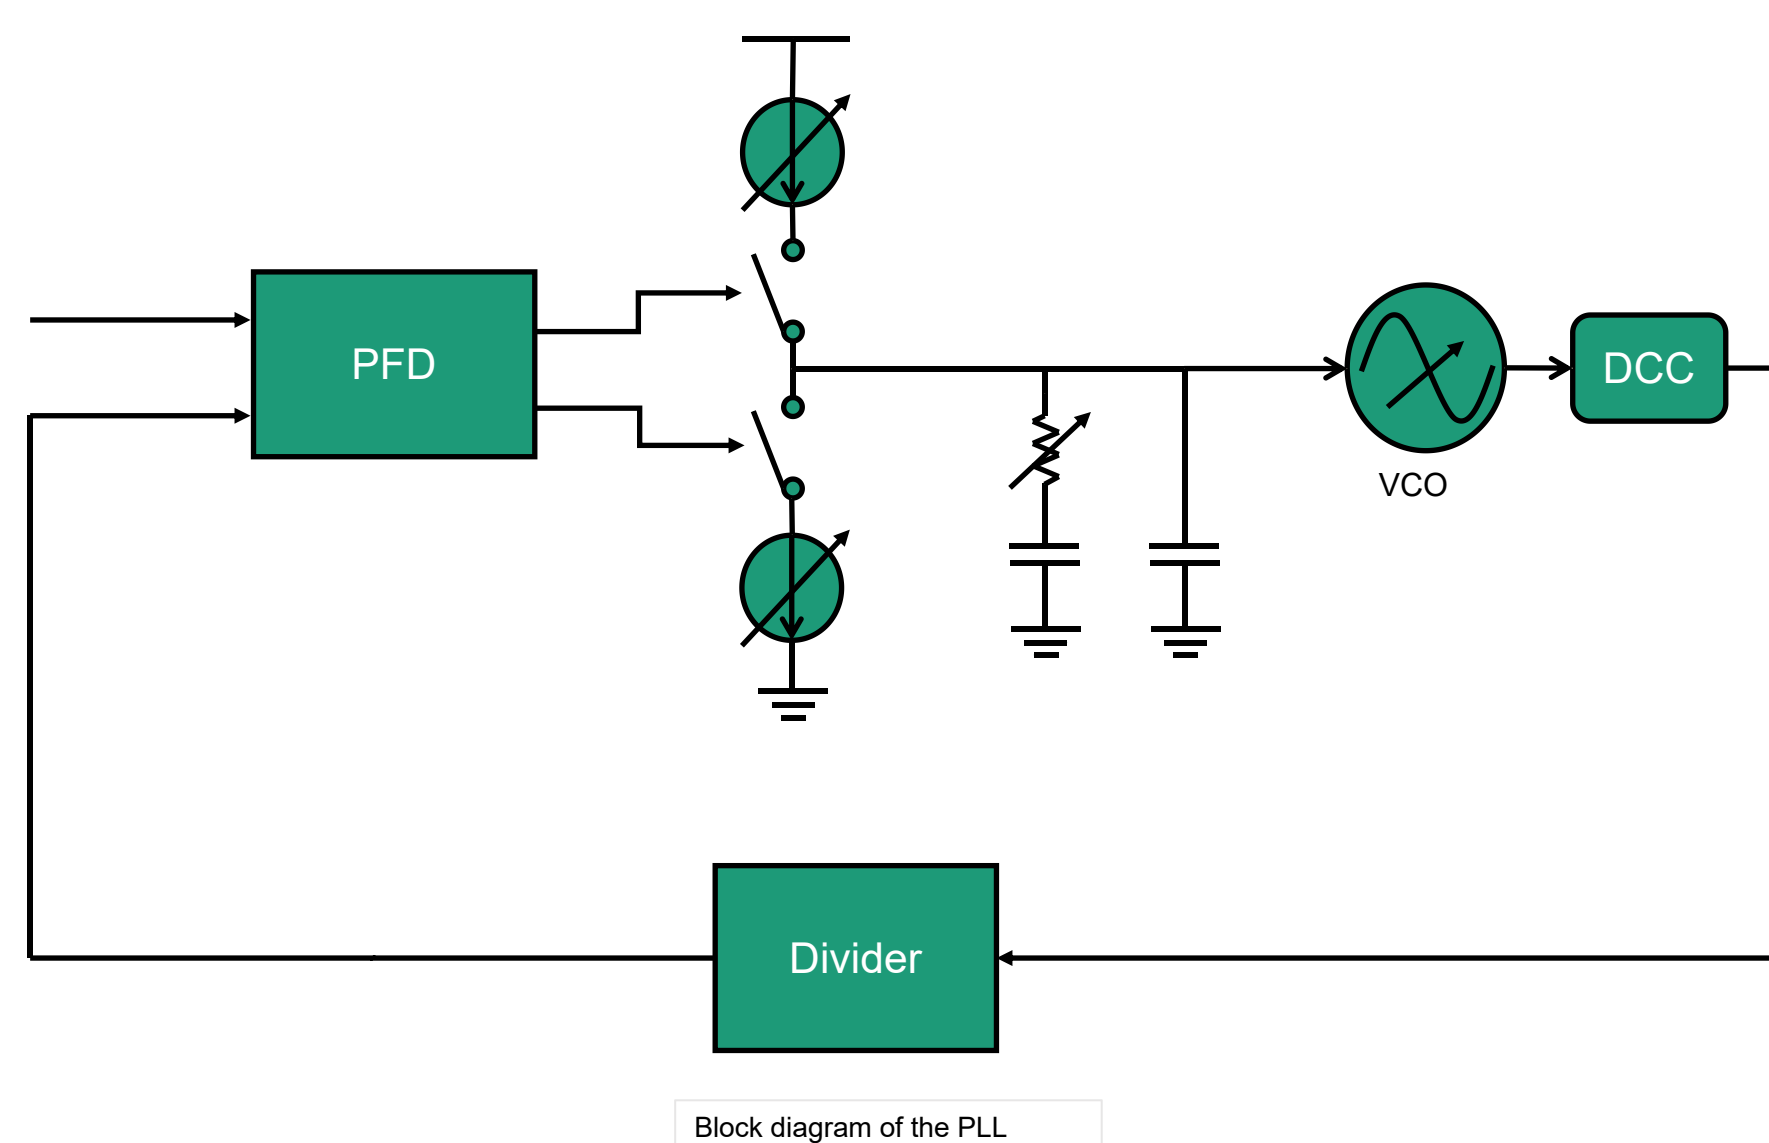 PFD
DCC
VCO
Divider
Block diagram of the PLL